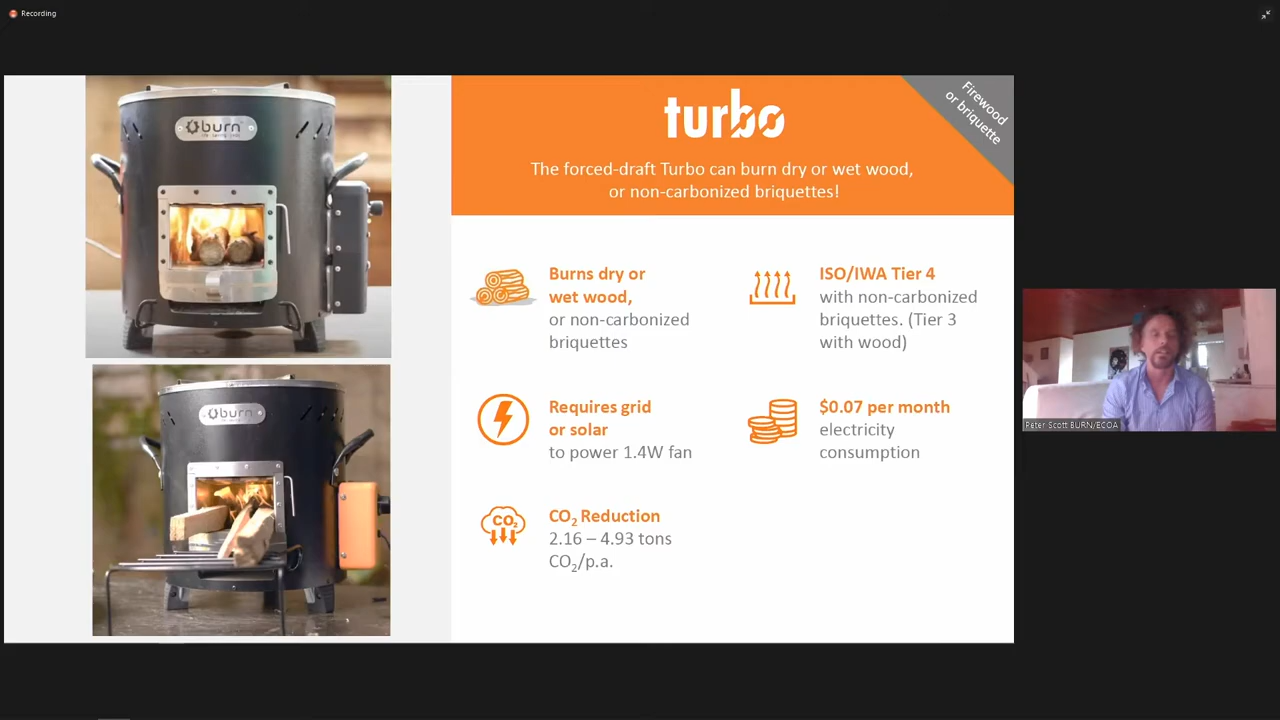 Recording
burn
burn
turbo
The forced-draft Turbo can burn dry or wet wood,
or non-carbonized briquettes!
Firewood
or briquette
Burns dry or
wet wood,
or non-carbonized
briquettes
ISO/IWA Tier 4
with non-carbonized
briquettes. (Tier 3
with wood)
Requires grid
or solar
to power 1.4W fan
$0.07 per month
electricity
consumption
CO₂
CO₂ Reduction
2.16 – 4.93 tons
CO₂/p.a.
Peter Scott BURN/ECOA